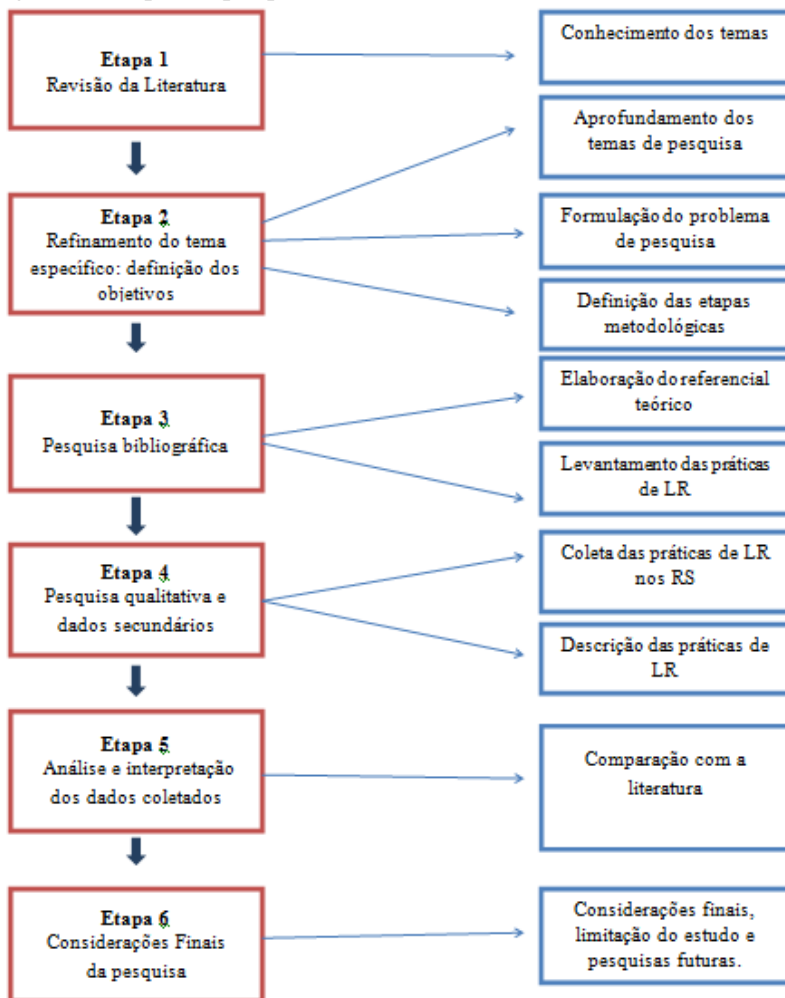 Etapa 1
Revisão da Literatura
Conhecimento dos temas
Etapa 2
Refinamento do tema
específico: definição dos
objetivos
Aprofundamento dos
temas de pesquisa
Formulação do problema
de pesquisa
Definição das etapas
metodológicas
Etapa 3
Pesquisa bibliográfica
Elaboração do referencial
teórico
Levantamento das práticas
de LR
Etapa 4
Pesquisa qualitativa e
dados secundários
Coleta das práticas de LR
nos RS
Descrição das práticas de
LR
Etapa 5
Análise e interpretação
dos dados coletados
Comparação com a
literatura
Etapa 6
Considerações Finais
da pesquisa
Considerações finais,
limitação do estudo e
pesquisas futuras.